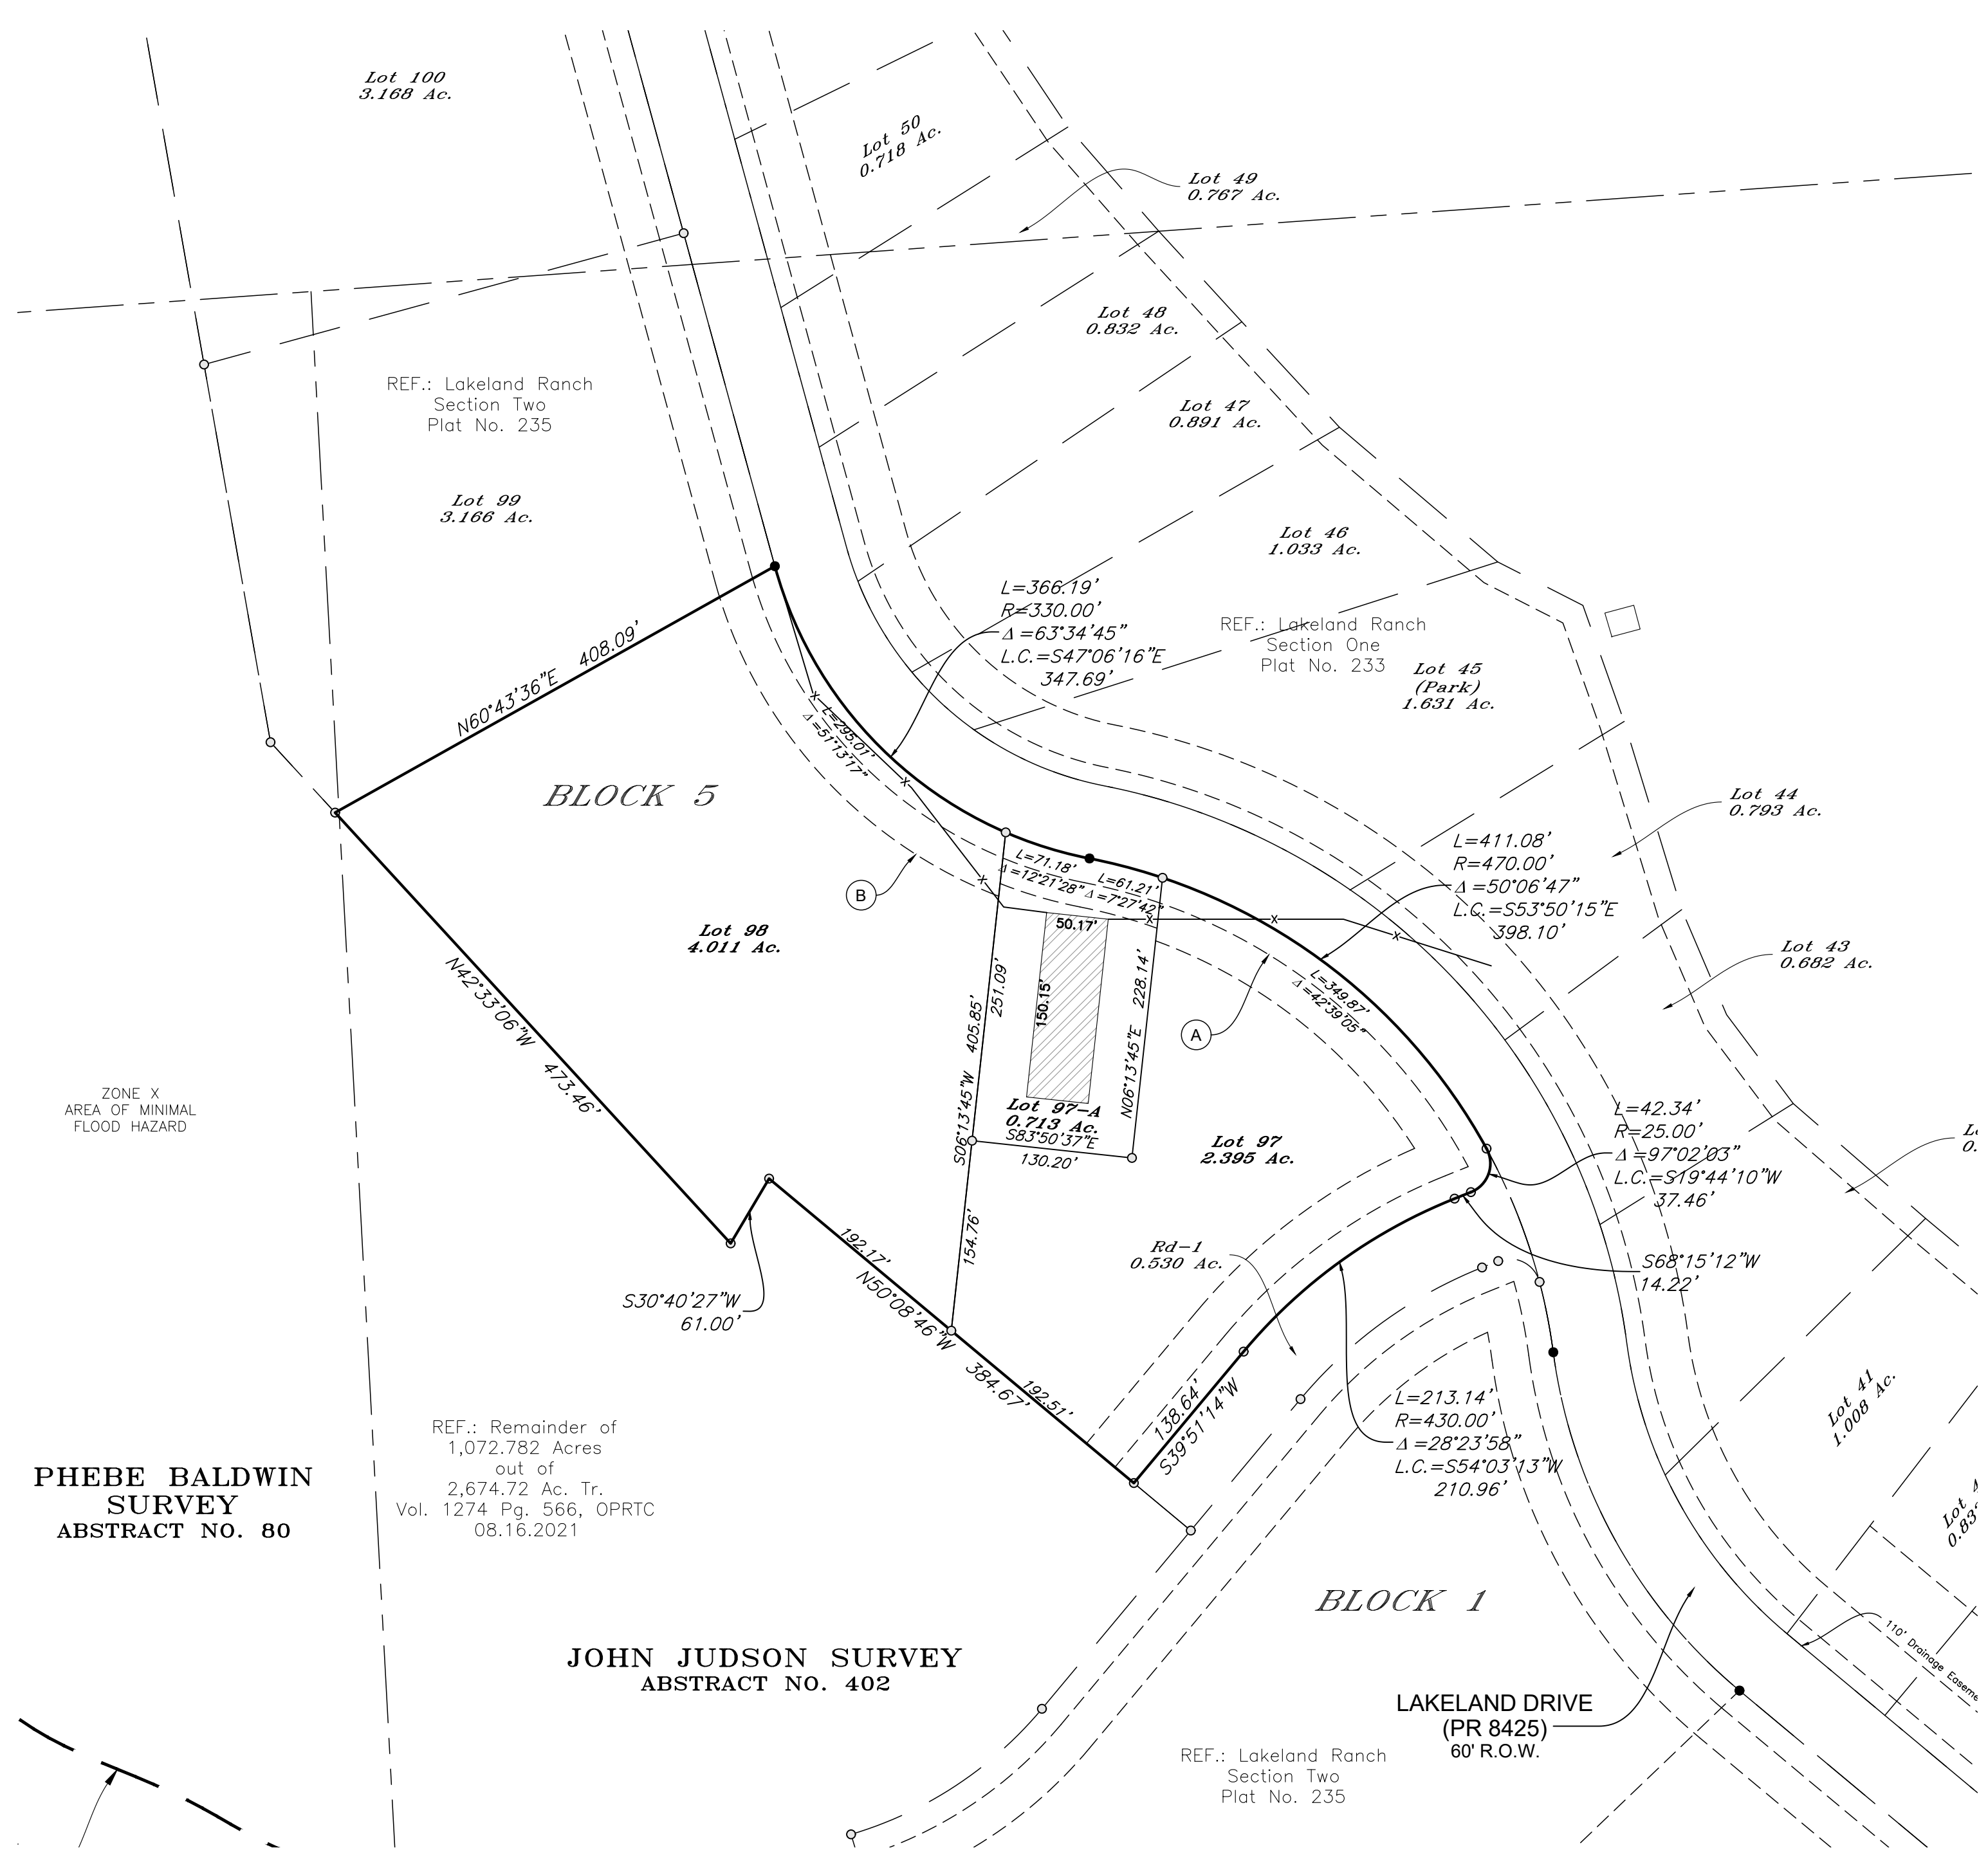 Lot 100
3.168 Ac.
Lot 50
0.718 Ac.
Lot 49
0.767 Ac.
Lot 48
0.832 Ac.
REF.: Lakeland Ranch
Section Two
Plat No. 235
Lot 47
0.891 Ac.
Lot 99
3.166 Ac.
Lot 46
1.033 Ac.
L=366.19'
R=330.00'
Δ=63°34'45"
L.C.=S47°06'16"E
347.69'
REF.: Lakeland Ranch
Section One
Plat No. 233
Lot 45
(Park)
1.631 Ac.
N60°43'36"E 408.09'
L=295.01'
Δ=51°13'17"
BLOCK 5
Lot 44
0.793 Ac.
L=411.08'
R=470.00'
Δ=50°06'47"
L.C.=S53°50'15"E
398.10'
L=71.18'
Δ=12°21'28"
L=61.21'
Δ=7°27'42"
B
x
x
x
x
x
x
50.17'
Lot 98
4.011 Ac.
Lot 43
0.682 Ac.
N42°33'06"W 473.46'
S06°13'45"W 405.85'
251.09'
150.15'
N06°13'45"E 228.14'
A
L=349.87'
Δ=42°39'05"
ZONE X
AREA OF MINIMAL
FLOOD HAZARD
Lot 97-A
0.713 Ac.
S83°50'37"E
130.20'
Lot 97
2.395 Ac.
L=42.34'
R=25.00'
Δ=97°02'03"
L.C.=S19°44'10"W
37.46'
154.76'
192.17'
N50°08'46"W 384.67'
192.51'
Rd-1
0.530 Ac.
S68°15'12"W
14.22'
S30°40'27"W
61.00'
138.64'
S39°51'14"W
L=213.14'
R=430.00'
Δ=28°23'58"
L.C.=S54°03'13"W
210.96'
Lot 41
1.008 Ac.
REF.: Remainder of
1,072.782 Acres
out of
2,674.72 Ac. Tr.
Vol. 1274 Pg. 566, OPRTC
08.16.2021
PHEBE BALDWIN
SURVEY
ABSTRACT NO. 80
BLOCK 1
110' Drainage
JOHN JUDSON SURVEY
ABSTRACT NO. 402
LAKELAND DRIVE
(PR 8425)
60' R.O.W.
REF.: Lakeland Ranch
Section Two
Plat No. 235